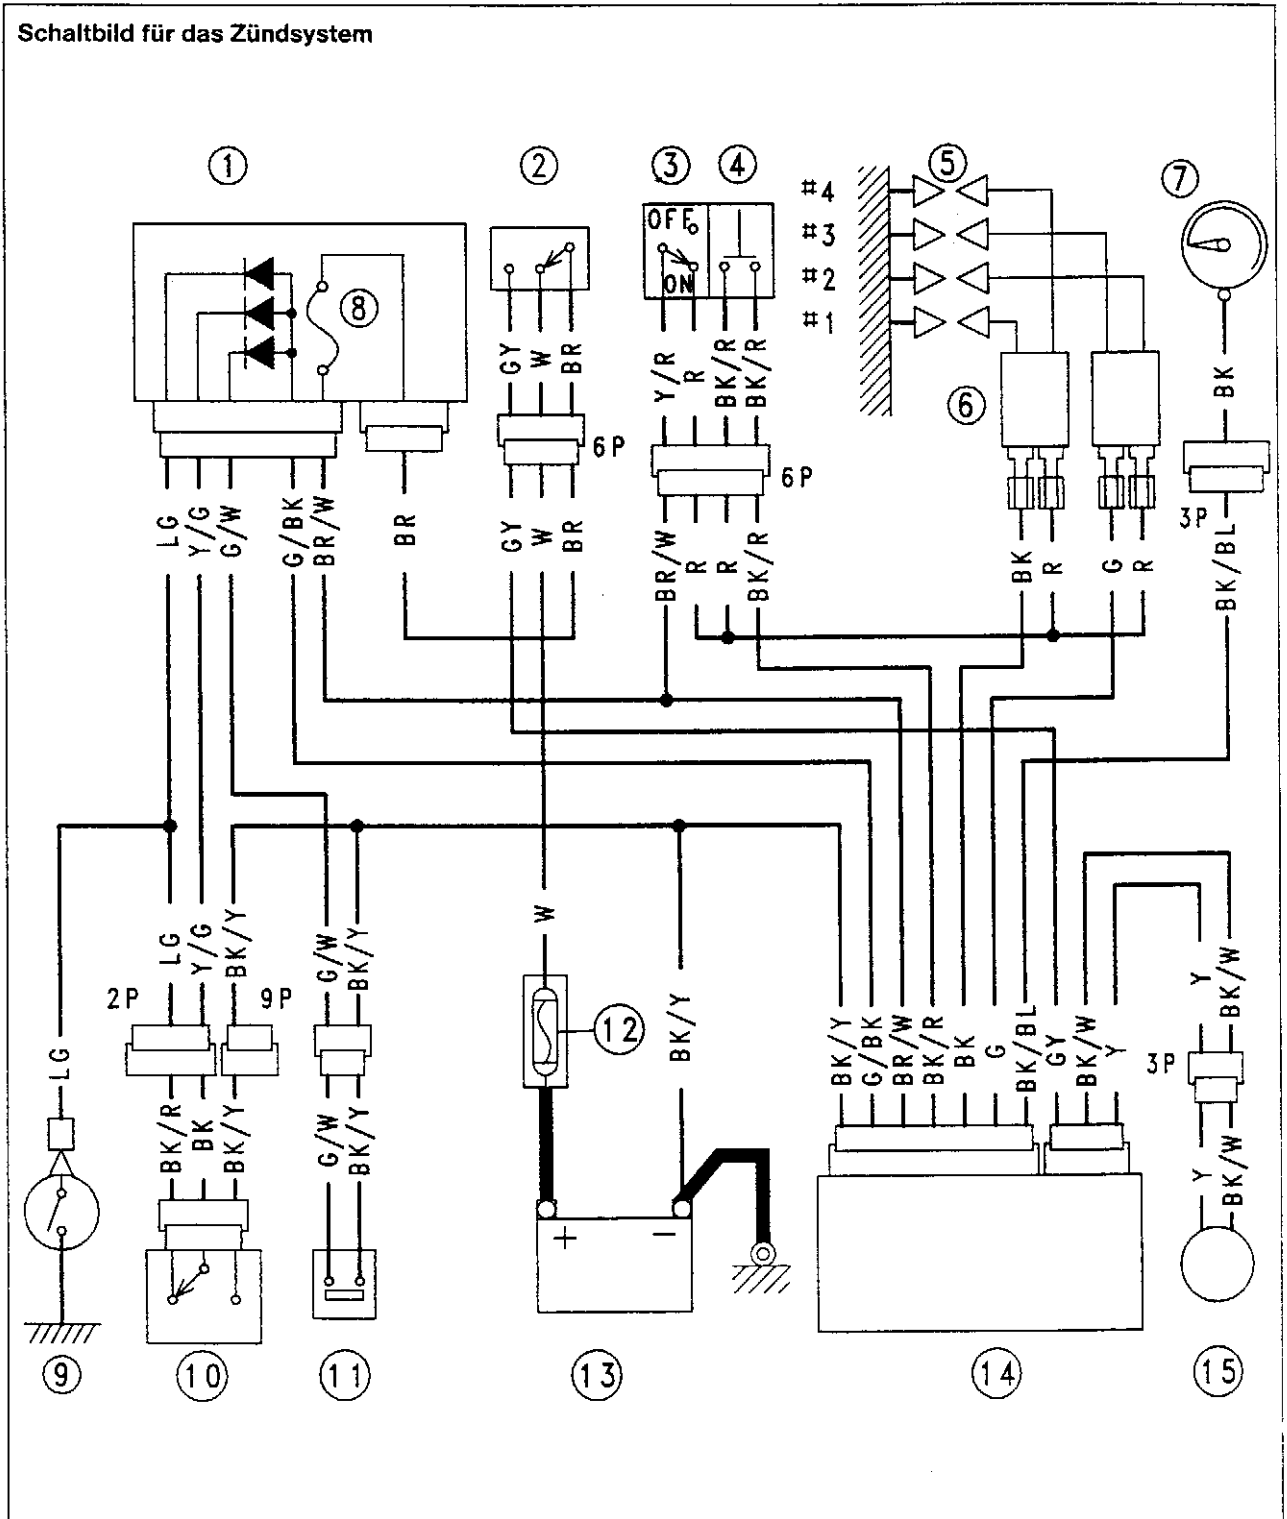 Schaltbild für das Zündsystem
1
2
3
4
5
7
#4
#3
#2
#1
OFF
ON
8
6
GY
W
BR
Y/R
R
BK/R
BK/R
BK
6P
6P
3P
LG
Y/G
G/W
G/BK
BR/W
BR
GY
W
BR
BR/W
R
R
BK/R
BK
R
G
R
BK/BL
LG
Y/G
BK/Y
G/W
BK/Y
W
BK/Y
2P
9P
12
LG
BK/Y
G/BK
BR/W
BK/R
BK
G
BK/BL
GY
BK/W
Y
Y
BK/W
3P
BK/R
BK
BK/Y
G/W
BK/Y
Y
BK/W
+
−
9
10
11
13
14
15